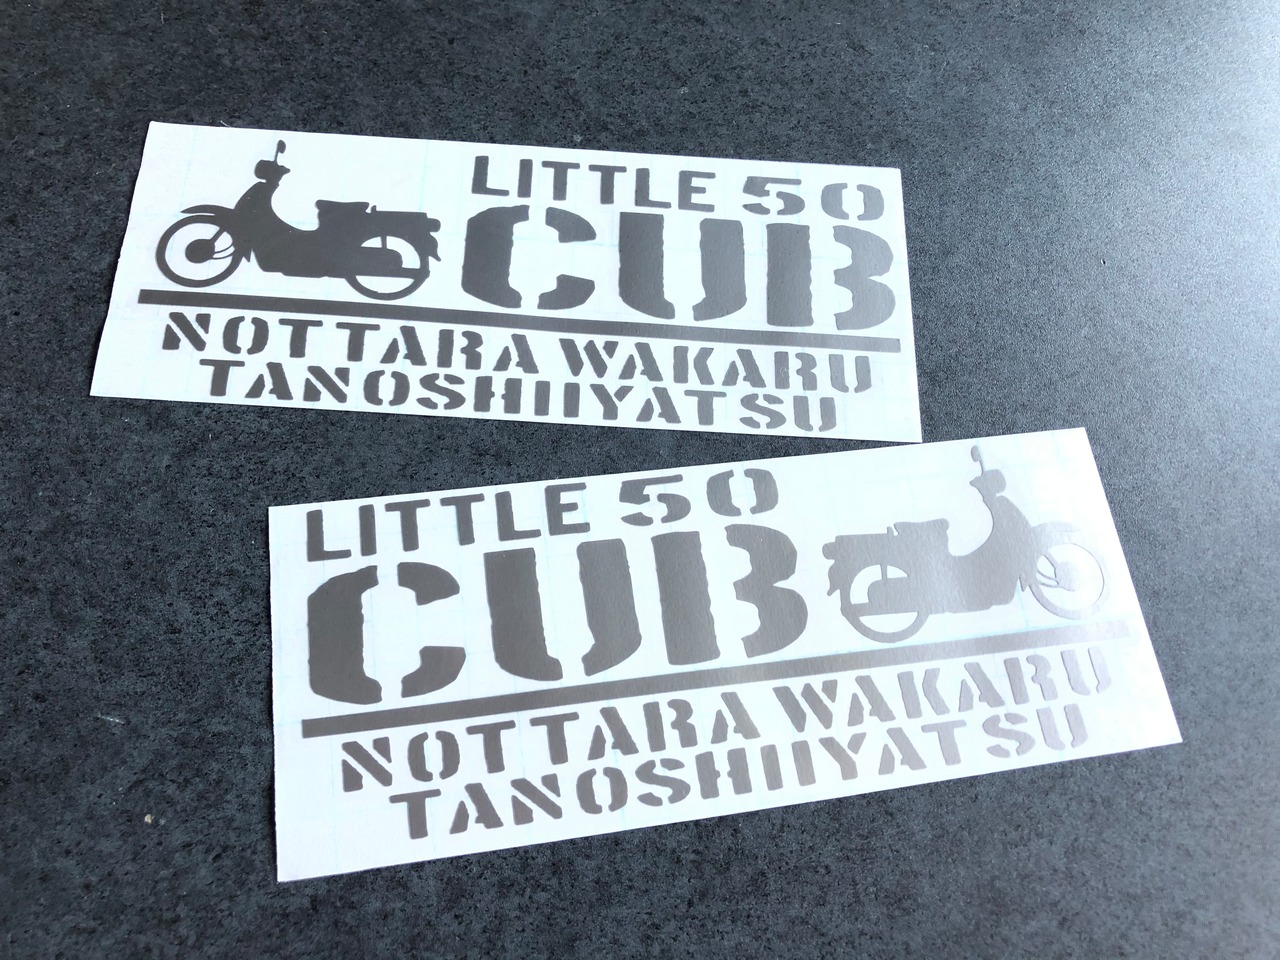 LITTLE 50
CUB
NOTTARA WAKARU
TANOSHIIYATSU
LITTLE 50
CUB
NOTTARA WAKARU
TANOSHIIYATSU